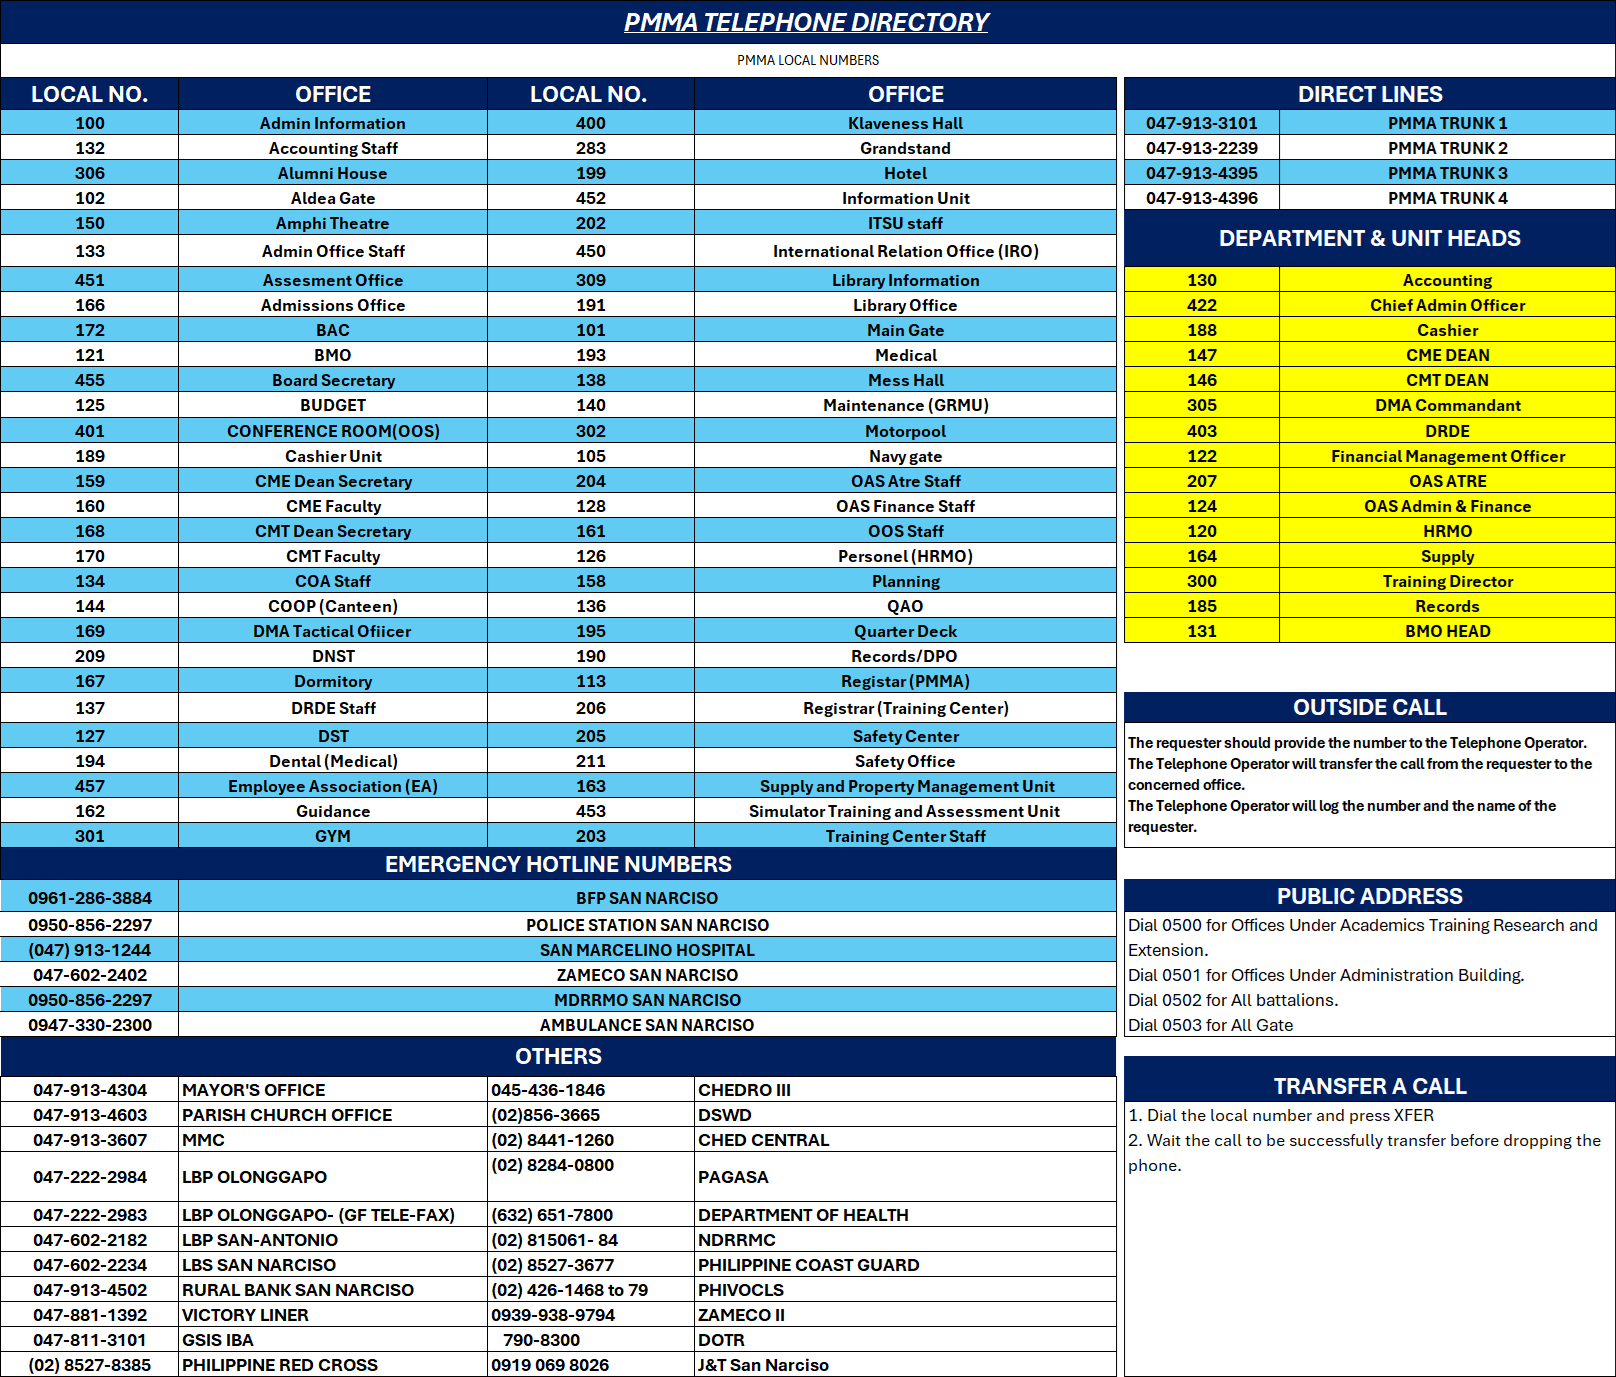 PMMA TELEPHONE DIRECTORY
PMMA LOCAL NUMBERS
LOCAL NO. OFFICE LOCAL NO. OFFICE
100 Admin Information 400 Klaveness Hall
132 Accounting Staff 283 Grandstand
306 Alumni House 199 Hotel
102 Aldea Gate 452 Information Unit
150 Amphi Theatre 202 ITSU staff
133 Admin Office Staff 450 International Relation Office (IRO)
451 Assesment Office 309 Library Information
166 Admissions Office 191 Library Office
172 BAC 101 Main Gate
121 BMO 193 Medical
455 Board Secretary 138 Mess Hall
125 BUDGET 140 Maintenance (GRMU)
401 CONFERENCE ROOM(OOS) 302 Motorpool
189 Cashier Unit 105 Navy gate
159 CME Dean Secretary 204 OAS Atre Staff
160 CME Faculty 128 OAS Finance Staff
168 CMT Dean Secretary 161 OOS Staff
170 CMT Faculty 126 Personel (HRMO)
134 COA Staff 158 Planning
144 COOP (Canteen) 136 QAO
169 DMA Tactical Ofiicer 195 Quarter Deck
209 DNST 190 Records/DPO
167 Dormitory 113 Registar (PMMA)
137 DRDE Staff 206 Registrar (Training Center)
127 DST 205 Safety Center
194 Dental (Medical) 211 Safety Office
457 Employee Association (EA) 163 Supply and Property Management Unit
162 Guidance 453 Simulator Training and Assessment Unit
301 GYM 203 Training Center Staff
EMERGENCY HOTLINE NUMBERS
0961-286-3884 BFP SAN NARCISO
0950-856-2297 POLICE STATION SAN NARCISO
(047) 913-1244 SAN MARCELINO HOSPITAL
047-602-2402 ZAMECO SAN NARCISO
0950-856-2297 MDRRMO SAN NARCISO
0947-330-2300 AMBULANCE SAN NARCISO
OTHERS
047-913-4304 MAYOR'S OFFICE 045-436-1846 CHEDRO III
047-913-4603 PARISH CHURCH OFFICE (02)856-3665 DSWD
047-913-3607 MMC (02) 8441-1260 CHED CENTRAL
047-222-2984 LBP OLONGGAPO (02) 8284-0800 PAGASA
047-222-2983 LBP OLONGGAPO- (GF TELE-FAX) (632) 651-7800 DEPARTMENT OF HEALTH
047-602-2182 LBP SAN-ANTONIO (02) 815061- 84 NDRRMC
047-602-2234 LBS SAN NARCISO (02) 8527-3677 PHILIPPINE COAST GUARD
047-913-4502 RURAL BANK SAN NARCISO (02) 426-1468 to 79 PHIVOCLS
047-881-1392 VICTORY LINER 0939-938-9794 ZAMECO II
047-811-3101 GSIS IBA 790-8300 DOTR
(02) 8527-8385 PHILIPPINE RED CROSS 0919 069 8026 J&T San Narciso
DIRECT LINES
047-913-3101 PMMA TRUNK 1
047-913-2239 PMMA TRUNK 2
047-913-4395 PMMA TRUNK 3
047-913-4396 PMMA TRUNK 4
DEPARTMENT & UNIT HEADS
130 Accounting
422 Chief Admin Officer
188 Cashier
147 CME DEAN
146 CMT DEAN
305 DMA Commandant
403 DRDE
122 Financial Management Officer
207 OAS ATRE
124 OAS Admin & Finance
120 HRMO
164 Supply
300 Training Director
185 Records
131 BMO HEAD
OUTSIDE CALL
The requester should provide the number to the Telephone Operator.
The Telephone Operator will transfer the call from the requester to the
concerned office.
The Telephone Operator will log the number and the name of the
requester.
PUBLIC ADDRESS
Dial 0500 for Offices Under Academics Training Research and
Extension.
Dial 0501 for Offices Under Administration Building.
Dial 0502 for All battalions.
Dial 0503 for All Gate
TRANSFER A CALL
1. Dial the local number and press XFER
2. Wait the call to be successfully transfer before dropping the
phone.